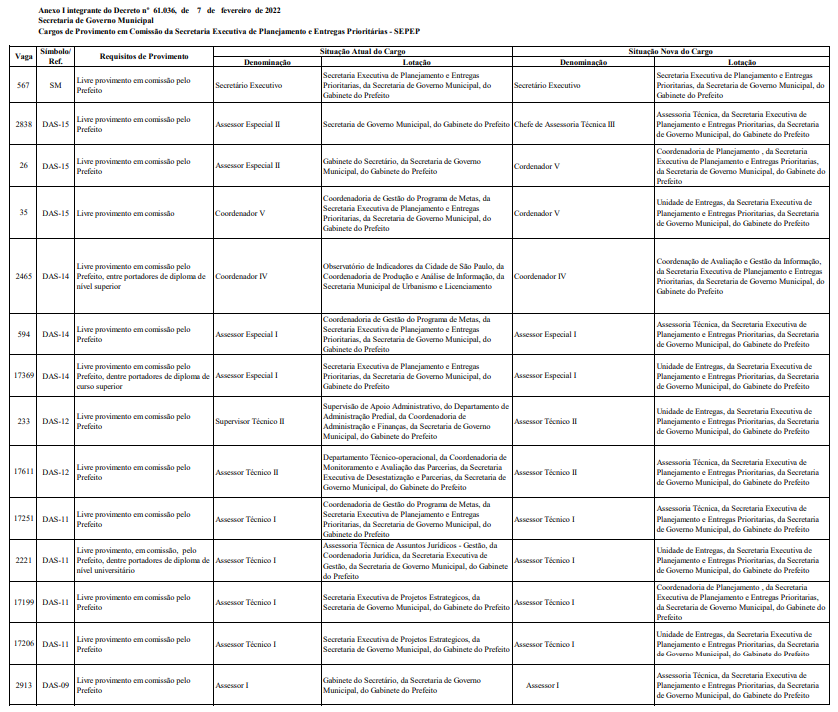 Anexo I integrante do Decreto nº 61.036, de 7 de fevereiro de 2022
Secretaria de Governo Municipal
Cargos de Provimento em Comissão da Secretaria Executiva de Planejamento e Entregas Prioritárias - SEPEP
Vaga
Símbolo/
Ref.
Requisitos de Provimento
Situação Atual do Cargo
Situação Nova do Cargo
Denominação
Lotação
Denominação
Lotação
567
SM
Livre provimento em comissão pelo
Prefeito
Secretário Executivo
Secretaria Executiva de Planejamento e Entregas
Prioritarias, da Secretaria de Governo Municipal, do
Gabinete do Prefeito
Secretário Executivo
Secretaria Executiva de Planejamento e Entregas
Prioritarias, da Secretaria de Governo Municipal, do
Gabinete do Prefeito
2838
DAS-15
Livre provimento em comissão pelo
Prefeito
Assessor Especial II
Secretaria de Governo Municipal, do Gabinete do Prefeito
Chefe de Assessoria Técnica III
Assessoria Técnica, da Secretaria Executiva de
Planejamento e Entregas Prioritarias, da Secretaria
de Governo Municipal, do Gabinete do Prefeito
26
DAS-15
Livre provimento em comissão pelo
Prefeito
Assessor Especial II
Gabinete do Secretário, da Secretaria de Governo
Municipal, do Gabinete do Prefeito
Cordenador V
Coordenadoria de Planejamento , da Secretaria
Executiva de Planejamento e Entregas Prioritarias,
da Secretaria de Governo Municipal, do Gabinete do
Prefeito
35
DAS-15
Livre provimento em comissão
Coordenador V
Coordenadoria de Gestão do Programa de Metas, da
Secretaria Executiva de Planejamento e Entregas
Prioritarias, da Secretaria de Governo Municipal, do
Gabinete do Prefeito
Cordenador V
Unidade de Entregas, da Secretaria Executiva de
Planejamento e Entregas Prioritarias, da Secretaria
de Governo Municipal, do Gabinete do Prefeito
2465
DAS-14
Livre provimento em comissão pelo
Prefeito, entre portadores de diploma de
nível superior
Coordenador IV
Observatório de Indicadores da Cidade de São Paulo, da
Coordenadoria de Produção e Análise de Informação, da
Secretaria Municipal de Urbanismo e Licenciamento
Coordenador IV
Coordenação de Avaliação e Gestão da Informação,
da Secretaria Executiva de Planejamento e Entregas
Prioritarias, da Secretaria de Governo Municipal, do
Gabinete do Prefeito
594
DAS-14
Livre provimento em comissão pelo
Prefeito
Assessor Especial I
Coordenadoria de Gestão do Programa de Metas, da
Secretaria Executiva de Planejamento e Entregas
Prioritarias, da Secretaria de Governo Municipal, do
Gabinete do Prefeito
Assessor Especial I
Assessoria Técnica, da Secretaria Executiva de
Planejamento e Entregas Prioritarias, da Secretaria
de Governo Municipal, do Gabinete do Prefeito
17369
DAS-14
Livre provimento em comissão pelo
Prefeito, dentre portadores de diploma de
curso superior
Assessor Especial I
Secretaria Executiva de Planejamento e Entregas
Prioritarias, da Secretaria de Governo Municipal, do
Gabinete do Prefeito
Assessor Especial I
Unidade de Entregas, da Secretaria Executiva de
Planejamento e Entregas Prioritarias, da Secretaria
de Governo Municipal, do Gabinete do Prefeito
233
DAS-12
Livre provimento em comissão pelo
Prefeito
Supervisor Técnico II
Supervisão de Apoio Administrativo, do Departamento de
Administração Predial, da Coordenadoria de
Administração e Finanças, da Secretaria de Governo
Municipal, do Gabinete do Prefeito
Assessor Técnico II
Unidade de Entregas, da Secretaria Executiva de
Planejamento e Entregas Prioritarias, da Secretaria
de Governo Municipal, do Gabinete do Prefeito
17611
DAS-12
Livre provimento em comissão pelo
Prefeito
Assessor Técnico II
Departamento Técnico-operacional, da Coordenadoria de
Monitoramento e Avaliação das Parcerias, da Secretaria
Executiva de Desestatização e Parcerias, da Secretaria de
Governo Municipal, do Gabinete do Prefeito
Assessor Técnico II
Assessoria Técnica, da Secretaria Executiva de
Planejamento e Entregas Prioritarias, da Secretaria
de Governo Municipal, do Gabinete do Prefeito
17251
DAS-11
Livre provimento em comissão pelo
Prefeito
Assessor Técnico I
Coordenadoria de Gestão do Programa de Metas, da
Secretaria Executiva de Planejamento e Entregas
Prioritarias, da Secretaria de Governo Municipal, do
Gabinete do Prefeito
Assessor Técnico I
Assessoria Técnica, da Secretaria Executiva de
Planejamento e Entregas Prioritarias, da Secretaria
de Governo Municipal, do Gabinete do Prefeito
2221
DAS-11
Livre provimento, em comissão, pelo
Prefeito, dentre portadores de diploma de
nível universitário
Assessor Técnico I
Assessoria Técnica de Assuntos Jurídicos - Gestão, da
Coordenadoria Jurídica, da Secretaria Executiva de
Gestão, da Secretaria de Governo Municipal, do Gabinete
do Prefeito
Assessor Técnico I
Unidade de Entregas, da Secretaria Executiva de
Planejamento e Entregas Prioritarias, da Secretaria
de Governo Municipal, do Gabinete do Prefeito
17199
DAS-11
Livre provimento em comissão pelo
Prefeito
Assessor Técnico I
Secretaria Executiva de Projetos Estrategicos, da
Secretaria de Governo Municipal, do Gabinete do Prefeito
Assessor Técnico I
Coordenadoria de Planejamento , da Secretaria
Executiva de Planejamento e Entregas Prioritarias,
da Secretaria de Governo Municipal, do Gabinete do
Prefeito
17206
DAS-11
Livre provimento em comissão pelo
Prefeito
Assessor Técnico I
Secretaria Executiva de Projetos Estrategicos, da
Secretaria de Governo Municipal, do Gabinete do Prefeito
Assessor Técnico I
Unidade de Entregas, da Secretaria Executiva de
Planejamento e Entregas Prioritarias, da Secretaria
de Governo Municipal, do Gabinete do Prefeito
2913
DAS-09
Livre provimento em comissão pelo
Prefeito
Assessor I
Gabinete do Secretário, da Secretaria de Governo
Municipal, do Gabinete do Prefeito
Assessor I
Assessoria Técnica, da Secretaria Executiva de
Planejamento e Entregas Prioritarias, da Secretaria
de Governo Municipal, do Gabinete do Prefeito